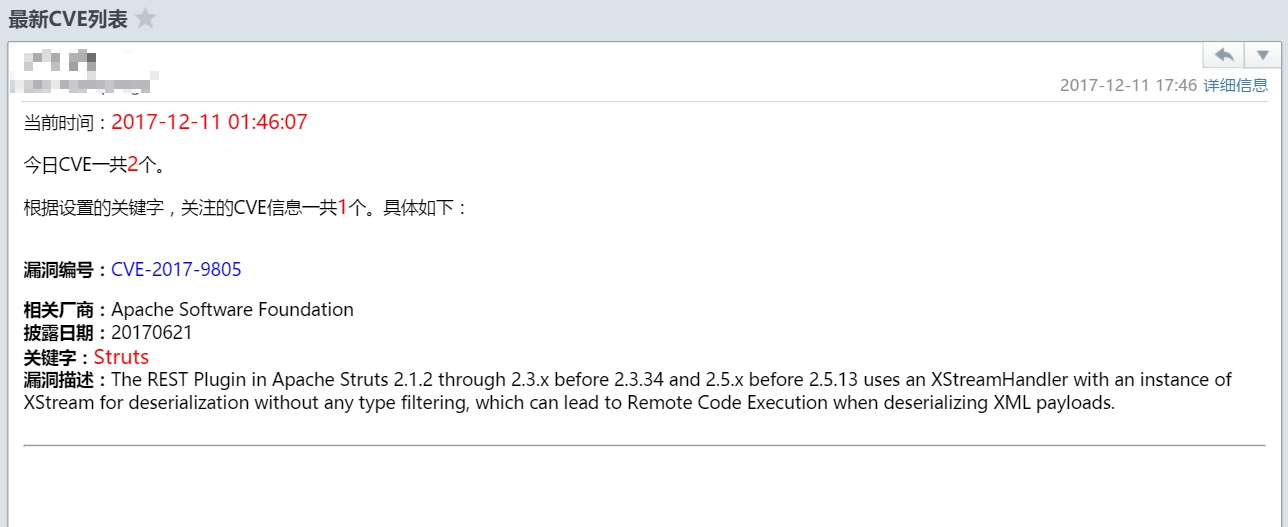 最新CVE列表
2017-12-11 17:46 详细信息
当前时间：2017-12-11 01:46:07
今日CVE一共2个。
根据设置的关键字，关注的CVE信息一共1个。具体如下：
漏洞编号：CVE-2017-9805
相关厂商：Apache Software Foundation
披露日期：20170621
关键字：Struts
漏洞描述：The REST Plugin in Apache Struts 2.1.2 through 2.3.x before 2.3.34 and 2.5.x before 2.5.13 uses an XStreamHandler with an instance of
XStream for deserialization without any type filtering, which can lead to Remote Code Execution when deserializing XML payloads.